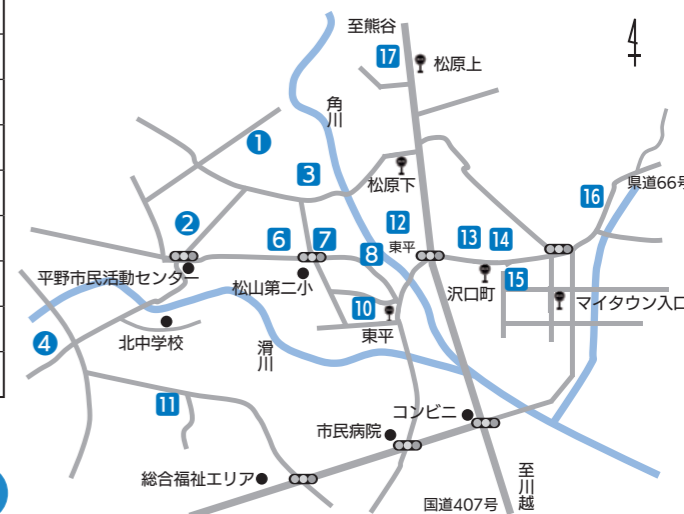 至熊谷
17
松原上
角川
1
3
松原下
16
県道66号
2
6
7
8
12
東平
13
14
平野市民活動センター
松山第二小
沢口町
15
マイタウン入口
10
東平
4
北中学校
滑川
11
コンビニ
市民病院
総合福祉エリア
国道407号
至川越